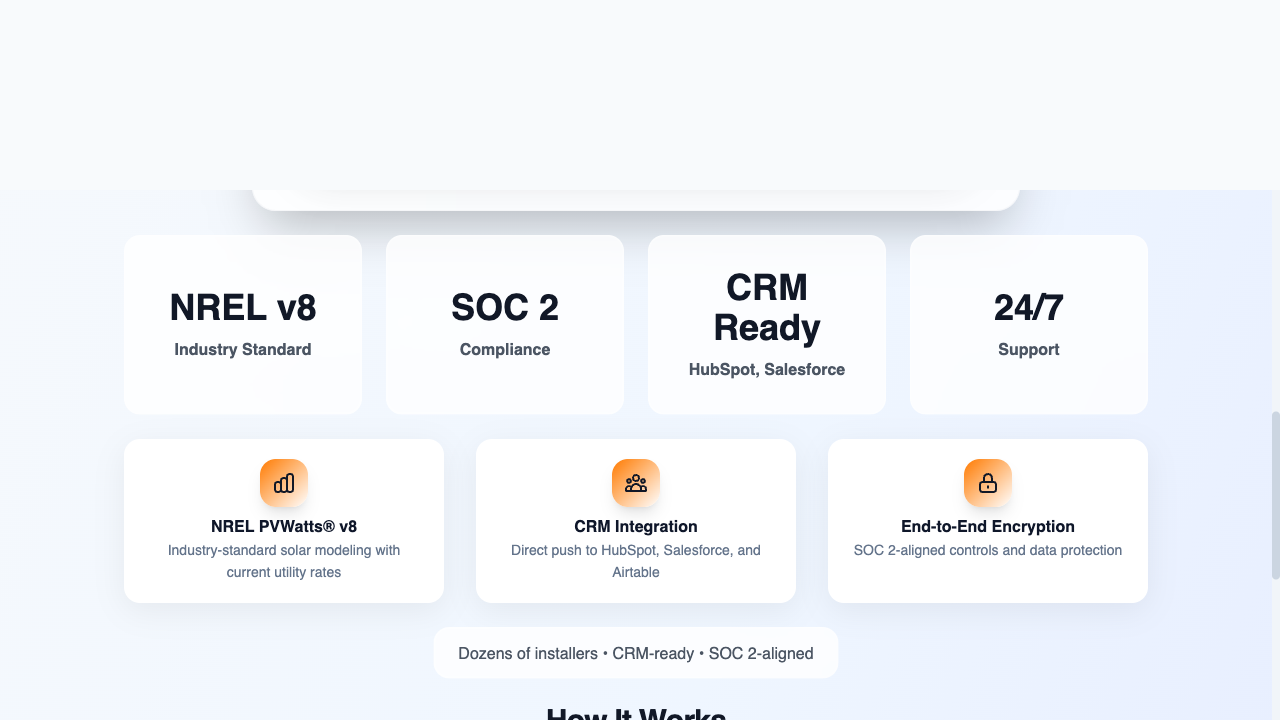 NREL v8
Industry Standard
SOC 2
Compliance
CRM
Ready
HubSpot, Salesforce
24/7
Support
NREL PVWatts® v8
Industry-standard solar modeling with
current utility rates
CRM Integration
Direct push to HubSpot, Salesforce, and
Airtable
End-to-End Encryption
SOC 2-aligned controls and data protection
Dozens of installers • CRM-ready • SOC 2-aligned
How It Works